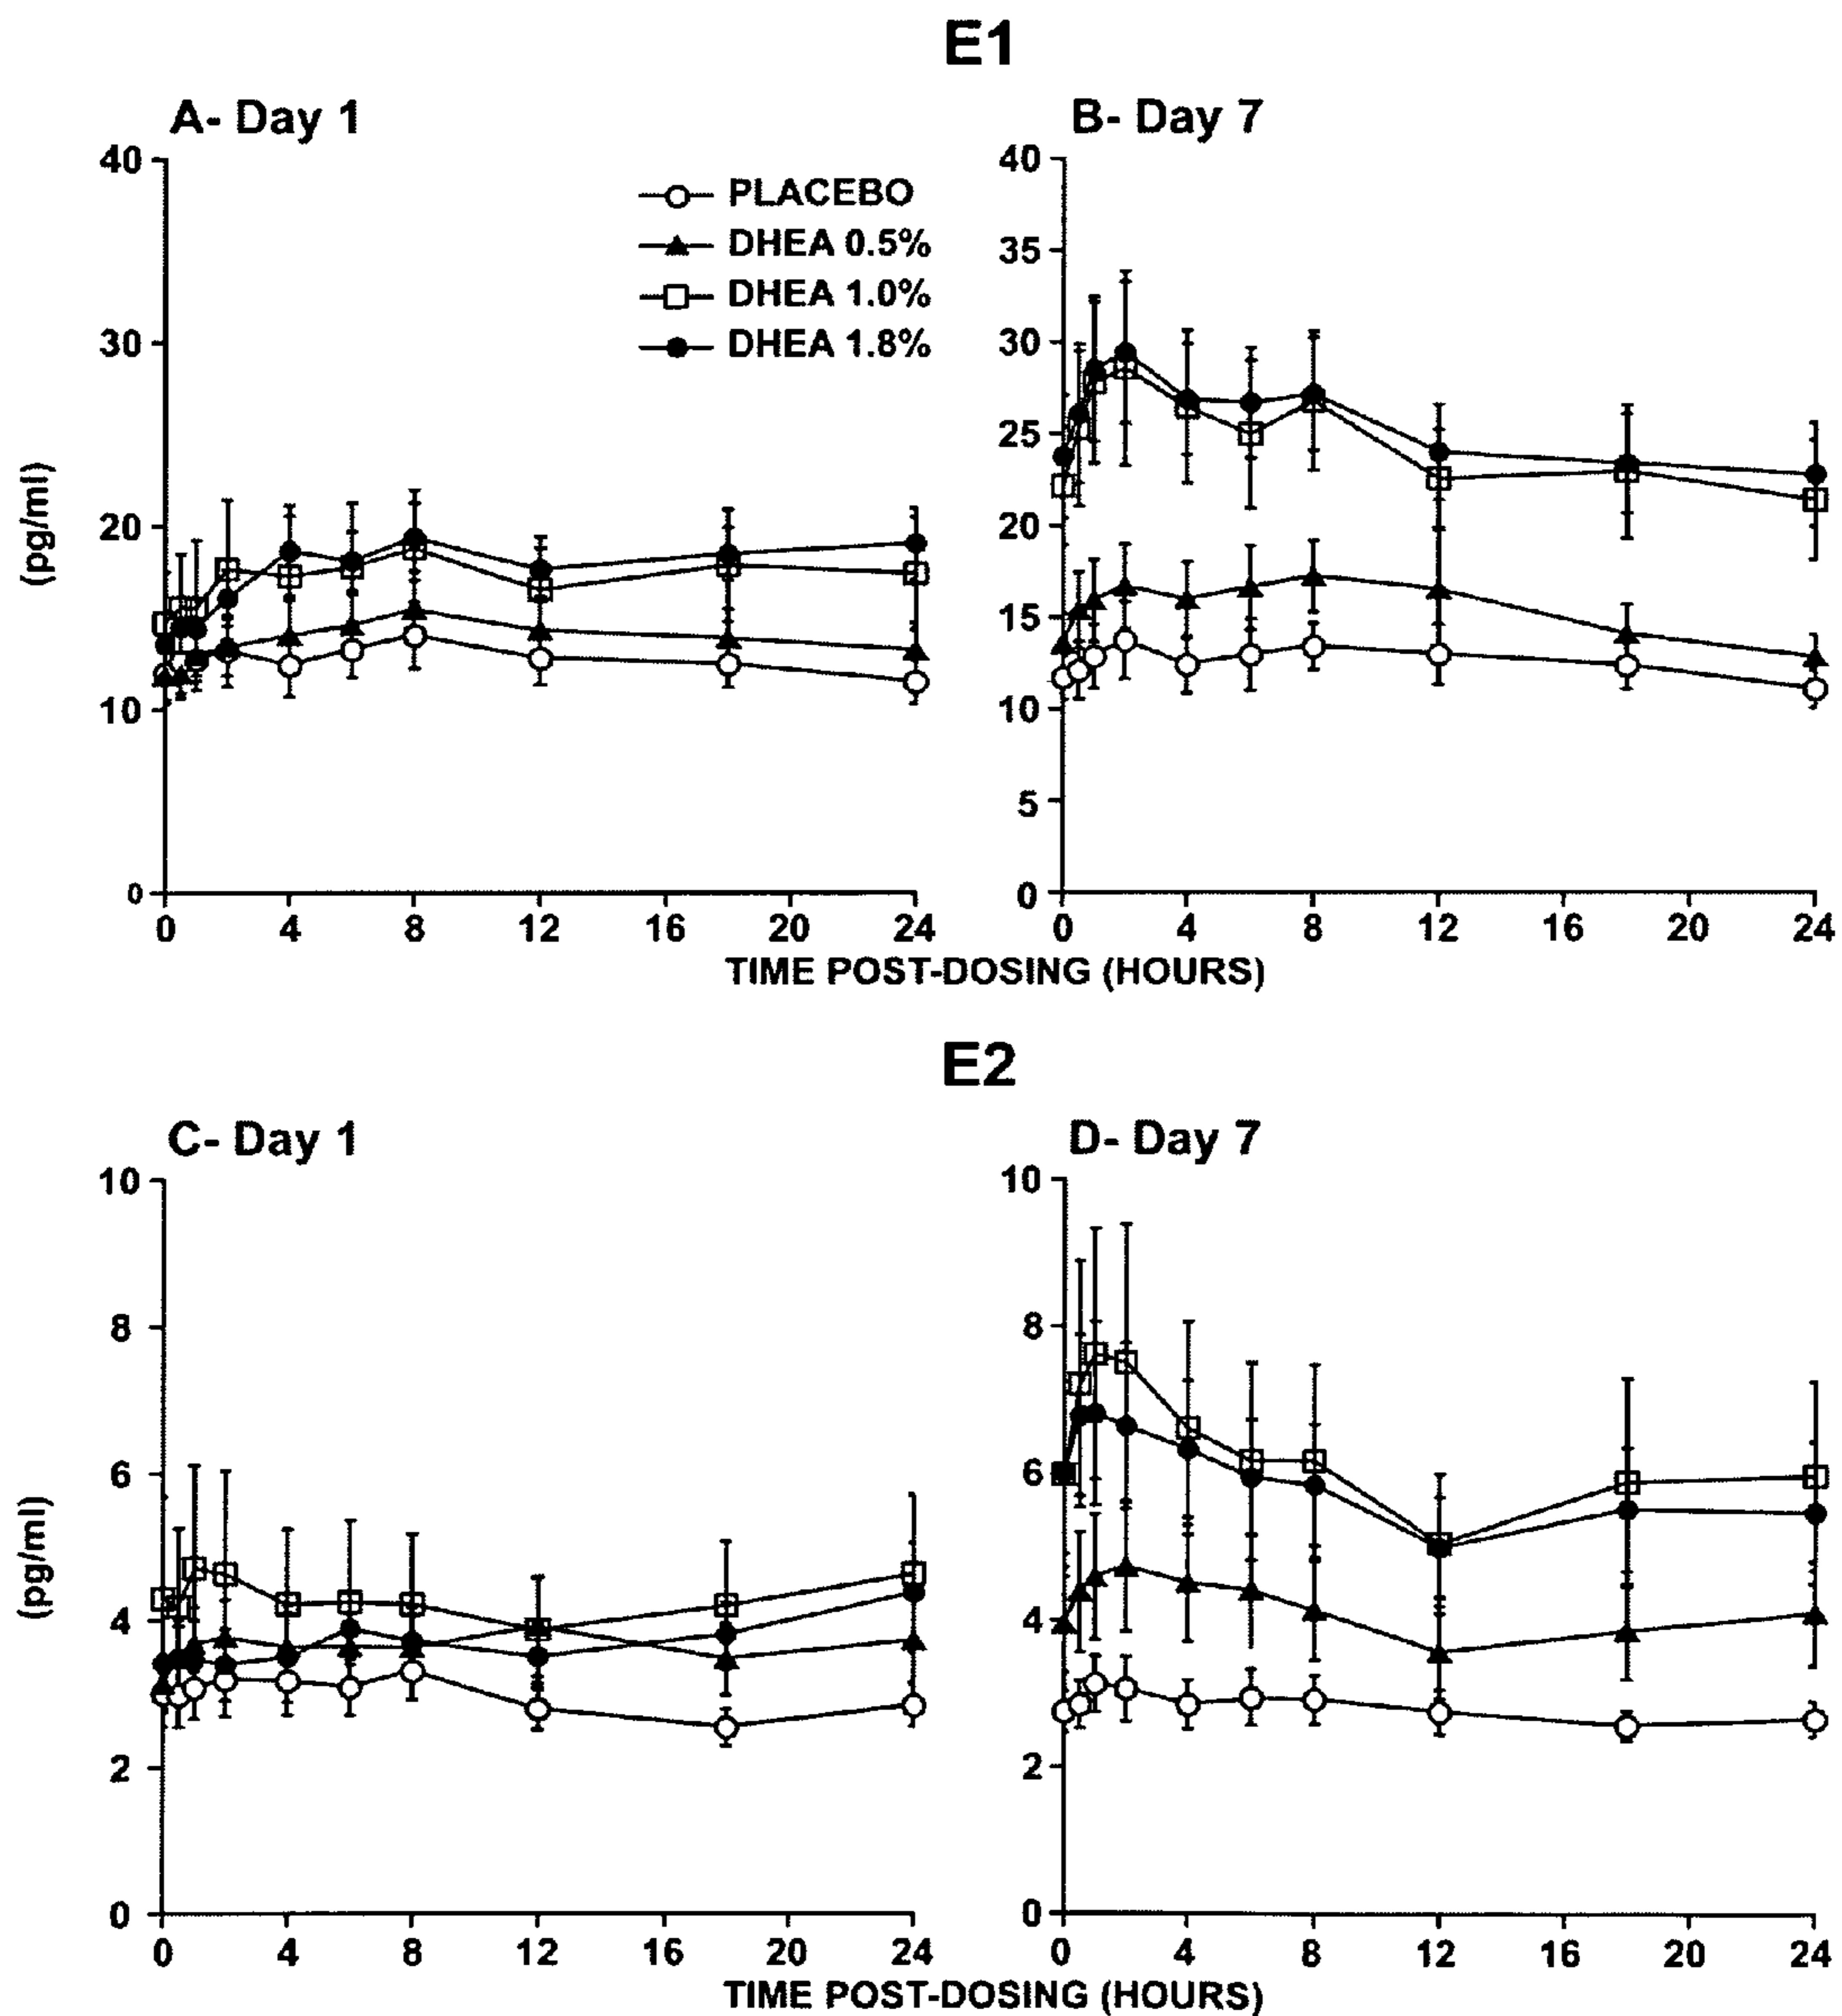 E1
A- Day 1
B- Day 7
40
30
20
10
0
(pg/ml)
PLACEBO
DHEA 0.5%
DHEA 1.0%
DHEA 1.8%
0 4 8 12 16 20 24
40
35
30
25
20
15
10
5
0
0 4 8 12 16 20 24
TIME POST-DOSING (HOURS)
E2
C- Day 1
D- Day 7
10
8
6
4
2
0
(pg/ml)
0 4 8 12 16 20 24
10
8
6
4
2
0
0 4 8 12 16 20 24
TIME POST-DOSING (HOURS)